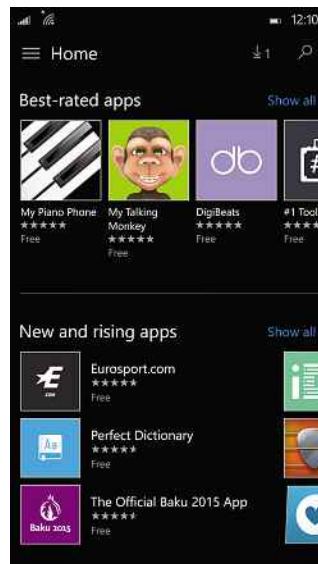 12:10
Home
1
Best-rated apps
Show all
db
#
My Piano Phone
★★★★★
Free
My Talking
Monkey
★★★★★
Free
DigiBeats
★★★★★
Free
#1 Tool
★★★★
Free
New and rising apps
Show all
E
.COM
Eurosport.com
★★★★★
Free
Aa
Perfect Dictionary
★★★★★
Free
Baku 2015
The Official Baku 2015 App
★★★★★
Free